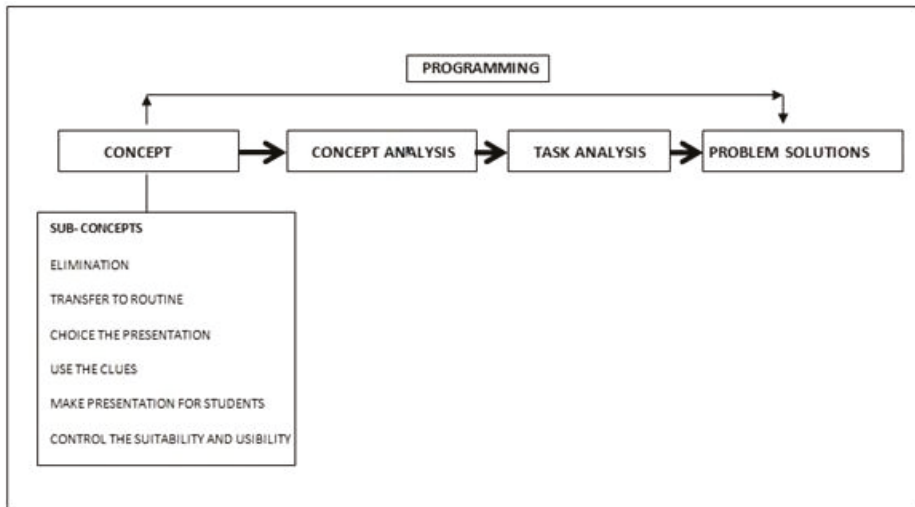 PROGRAMMING
CONCEPT
CONCEPT ANALYSIS
TASK ANALYSIS
PROBLEM SOLUTIONS
SUB- CONCEPTS
ELIMINATION
TRANSFER TO ROUTINE
CHOICE THE PRESENTATION
USE THE CLUES
MAKE PRESENTATION FOR STUDENTS
CONTROL THE SUITABILITY AND USIBILITY